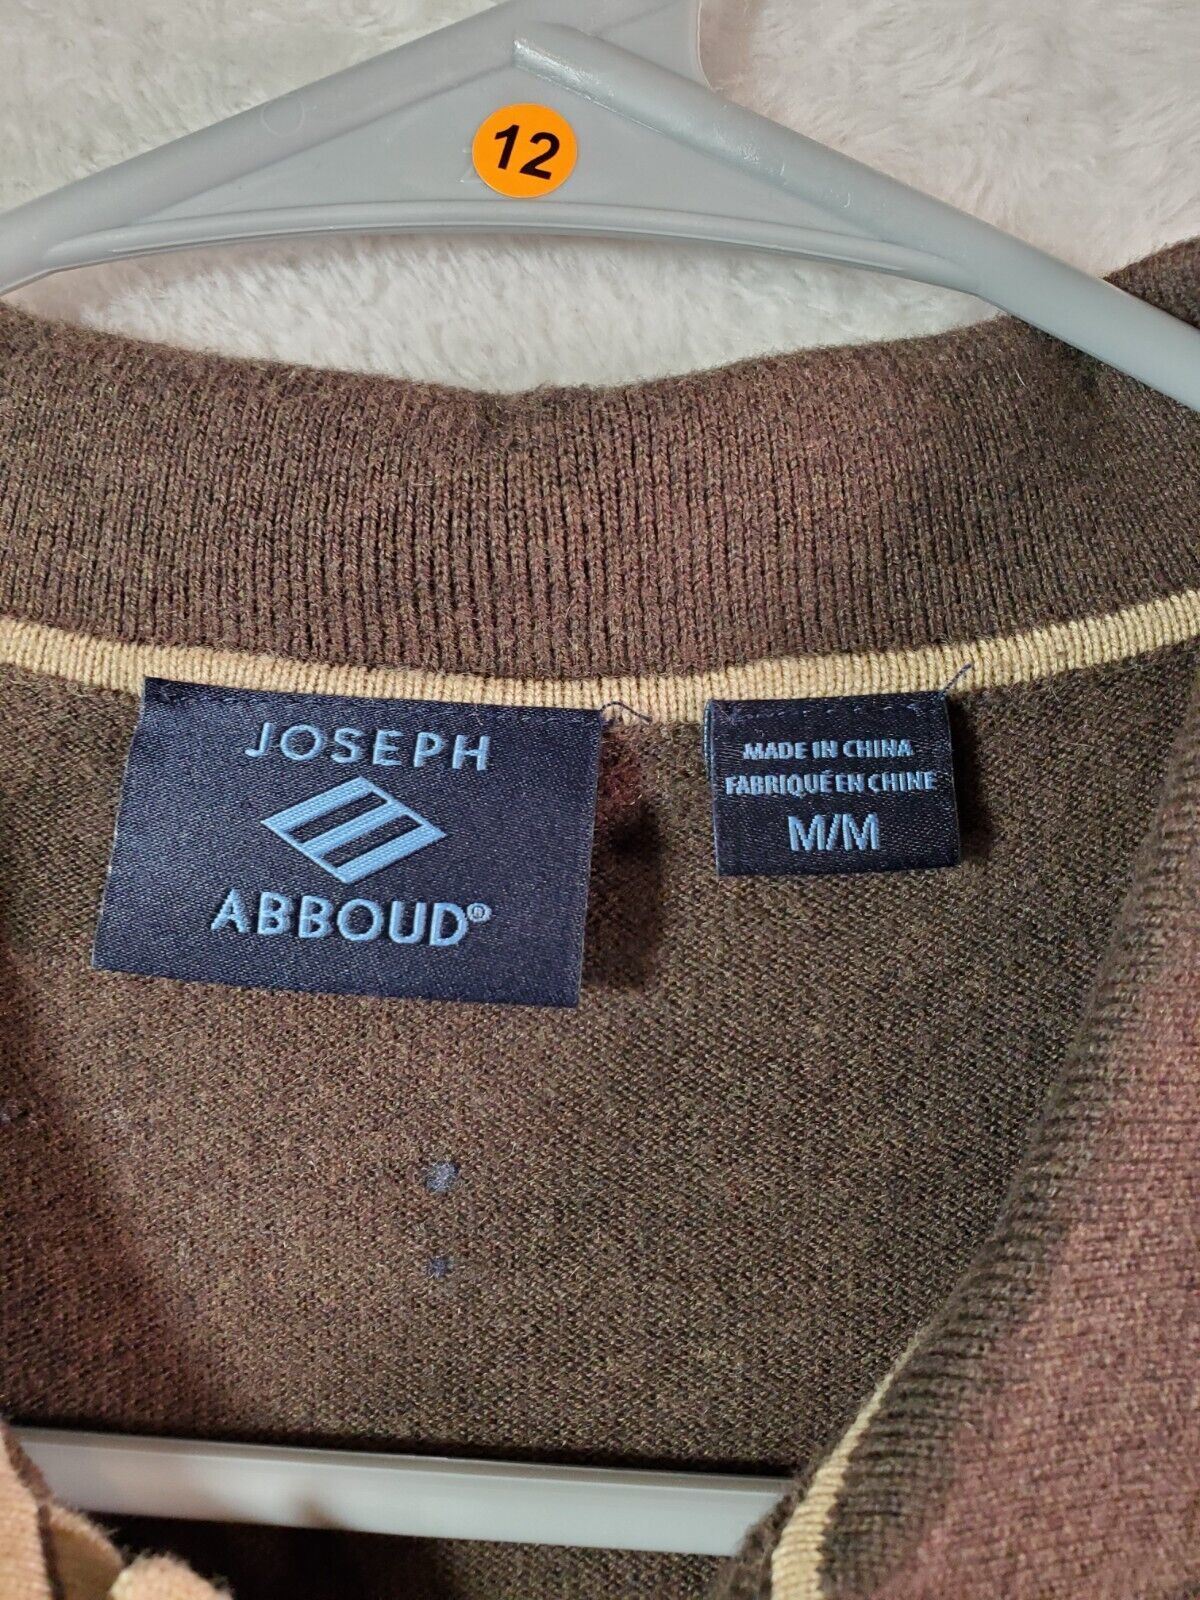 12
JOSEPH
ABBOUD®
MADE IN CHINA
FABRIQUÉ EN CHINE
M/M